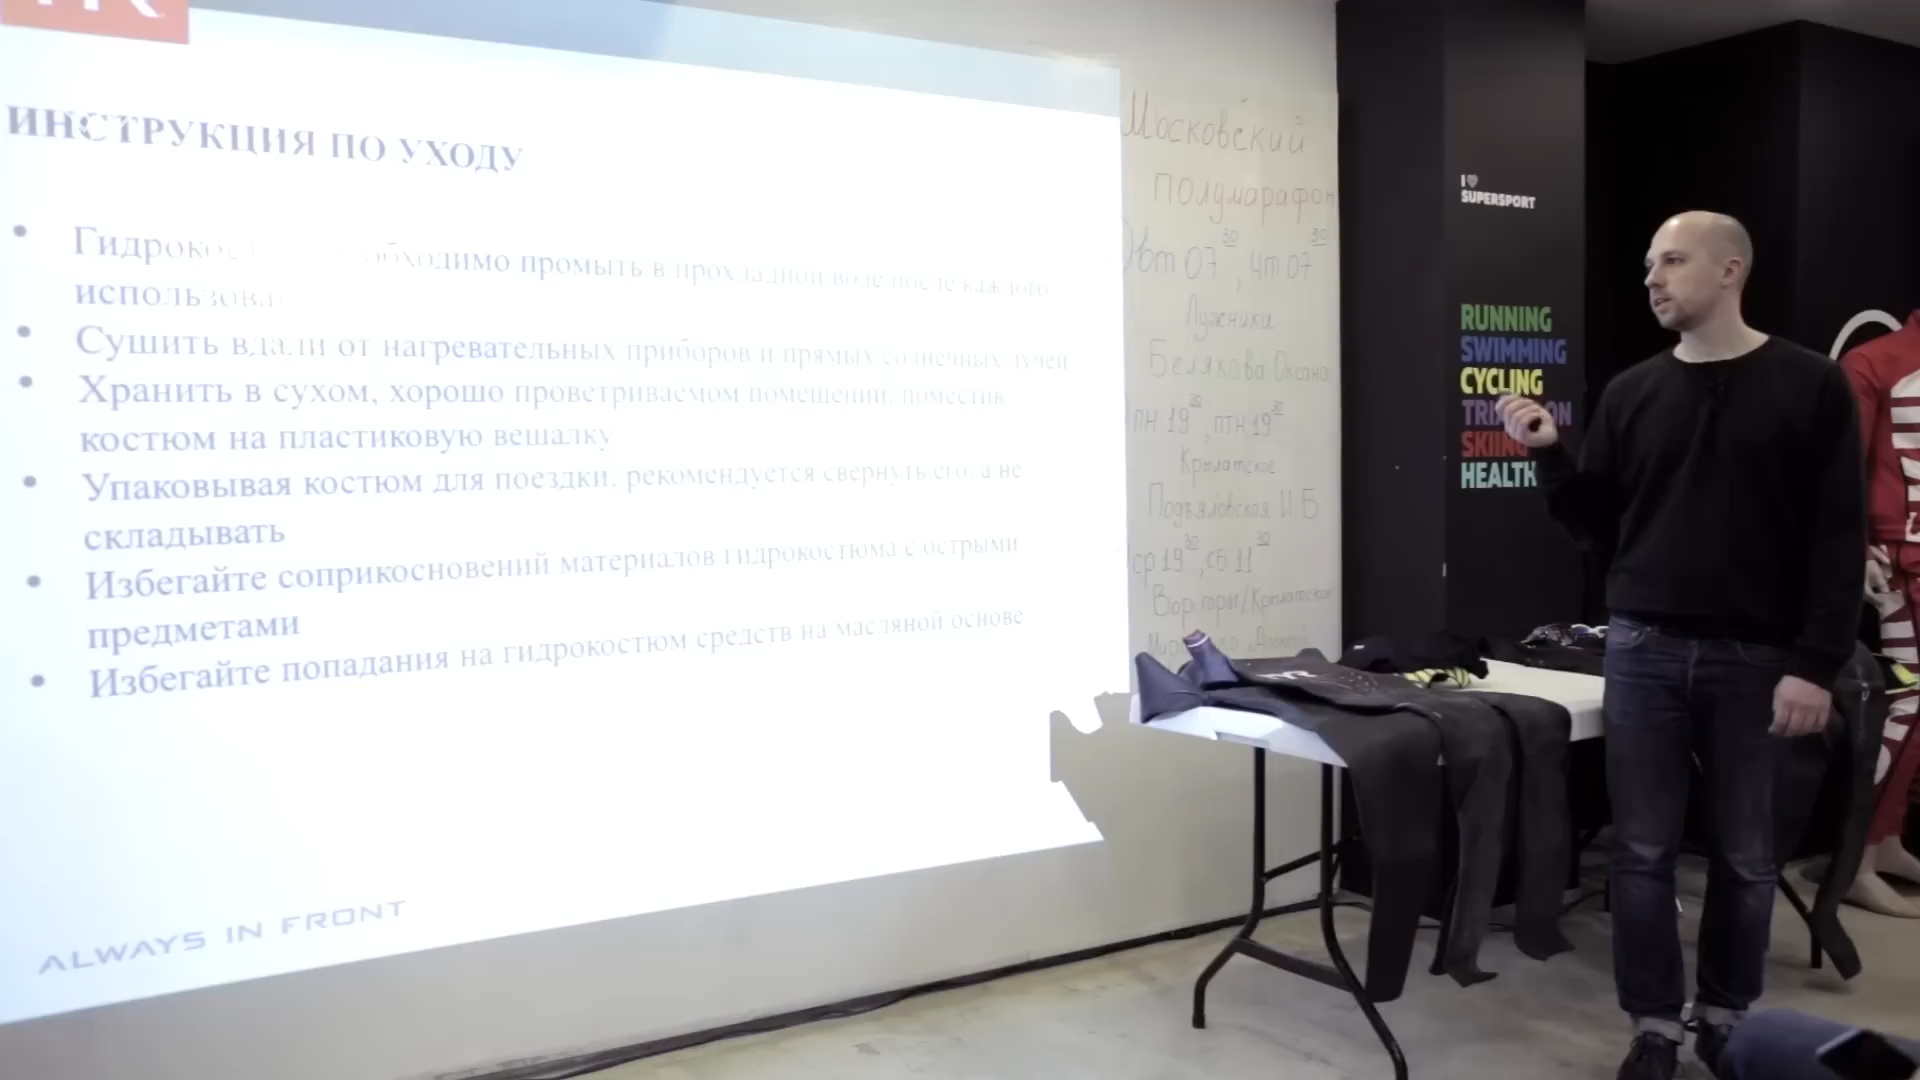 ИНСТРУКЦИЯ ПО УХОДУ
• промыть в прохладной воде после каждого
• Сушить вдали от нагревательных приборов и прямых солнечных лучей
• Хранить в сухом, хорошо проветриваемом помещении, поместив
костюм на пластиковую вешалку
• Упаковывая костюм для поездки, рекомендуется свернуть его, а не
складывать
• Избегайте соприкосновений материалов гидрокостюма с острыми
предметами
• Избегайте попадания на гидрокостюм средств на масляной основе
ALWAYS IN FRONT
Московский
полумарафон
вт 07 30, чт 07 30
Лужники
Белякова Оксана
пн 19 30, птн 19 30
Крылатское
И Б
ср 19 30, сб 11 30
Вор горы/Крылатское
I
SUPERSPORT
RUNNING
SWIMMING
CYCLING
SKIING
HEALTH